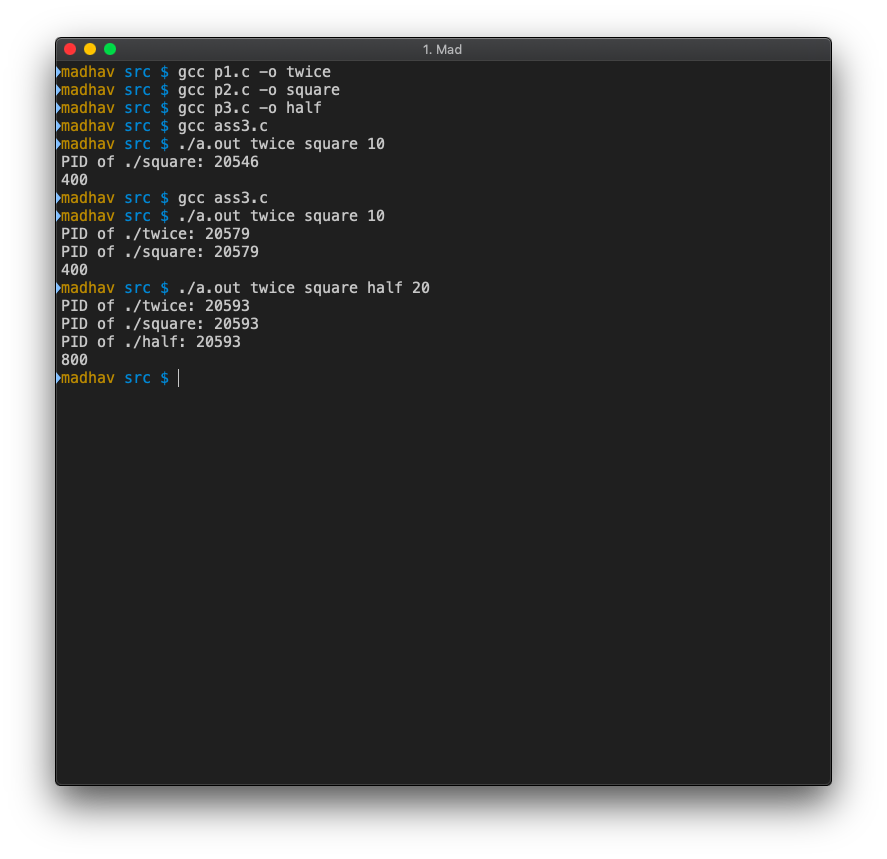 1. Mad
madhav src $ gcc p1.c -o twice
madhav src $ gcc p2.c -o square
madhav src $ gcc p3.c -o half
madhav src $ gcc ass3.c
madhav src $ ./a.out twice square 10
PID of ./square: 20546
400
madhav src $ gcc ass3.c
madhav src $ ./a.out twice square 10
PID of ./twice: 20579
PID of ./square: 20579
400
madhav src $ ./a.out twice square half 20
PID of ./twice: 20593
PID of ./square: 20593
PID of ./half: 20593
800
madhav src $